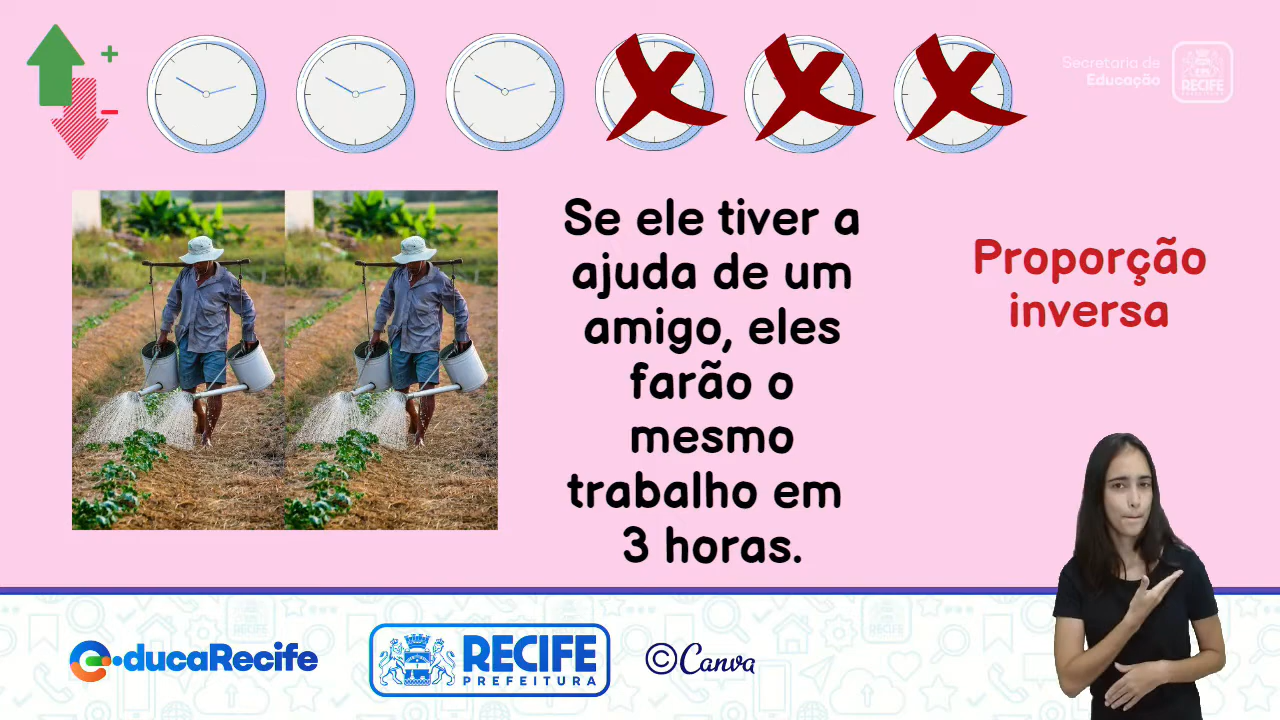 +
-
Secretaria de
Educação
RECIFE
PREFEITURA
Se ele tiver a
ajuda de um
amigo, eles
farão o
mesmo
trabalho em
3 horas.
Proporção
inversa
EducaRecife
RECIFE
PREFEITURA
©Canva